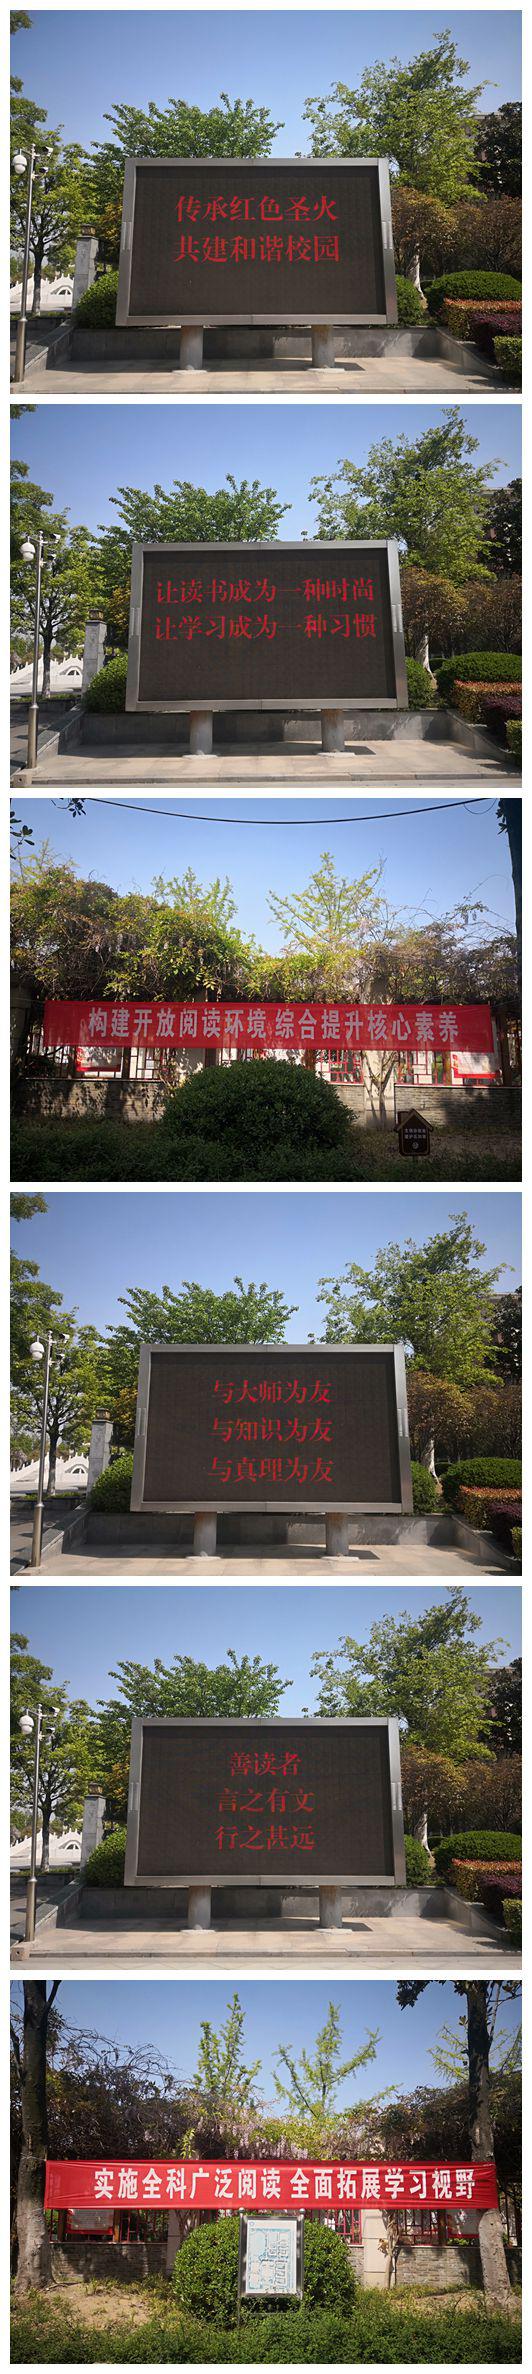 传承红色圣火
共建和谐校园
让读书成为一种时尚
让学习成为一种习惯
构建开放阅读环境 综合提升核心素养
与大师为友
与知识为友
与真理为友
善读者
言之有文
行之甚远
实施全科广泛阅读 全面拓展学习视野